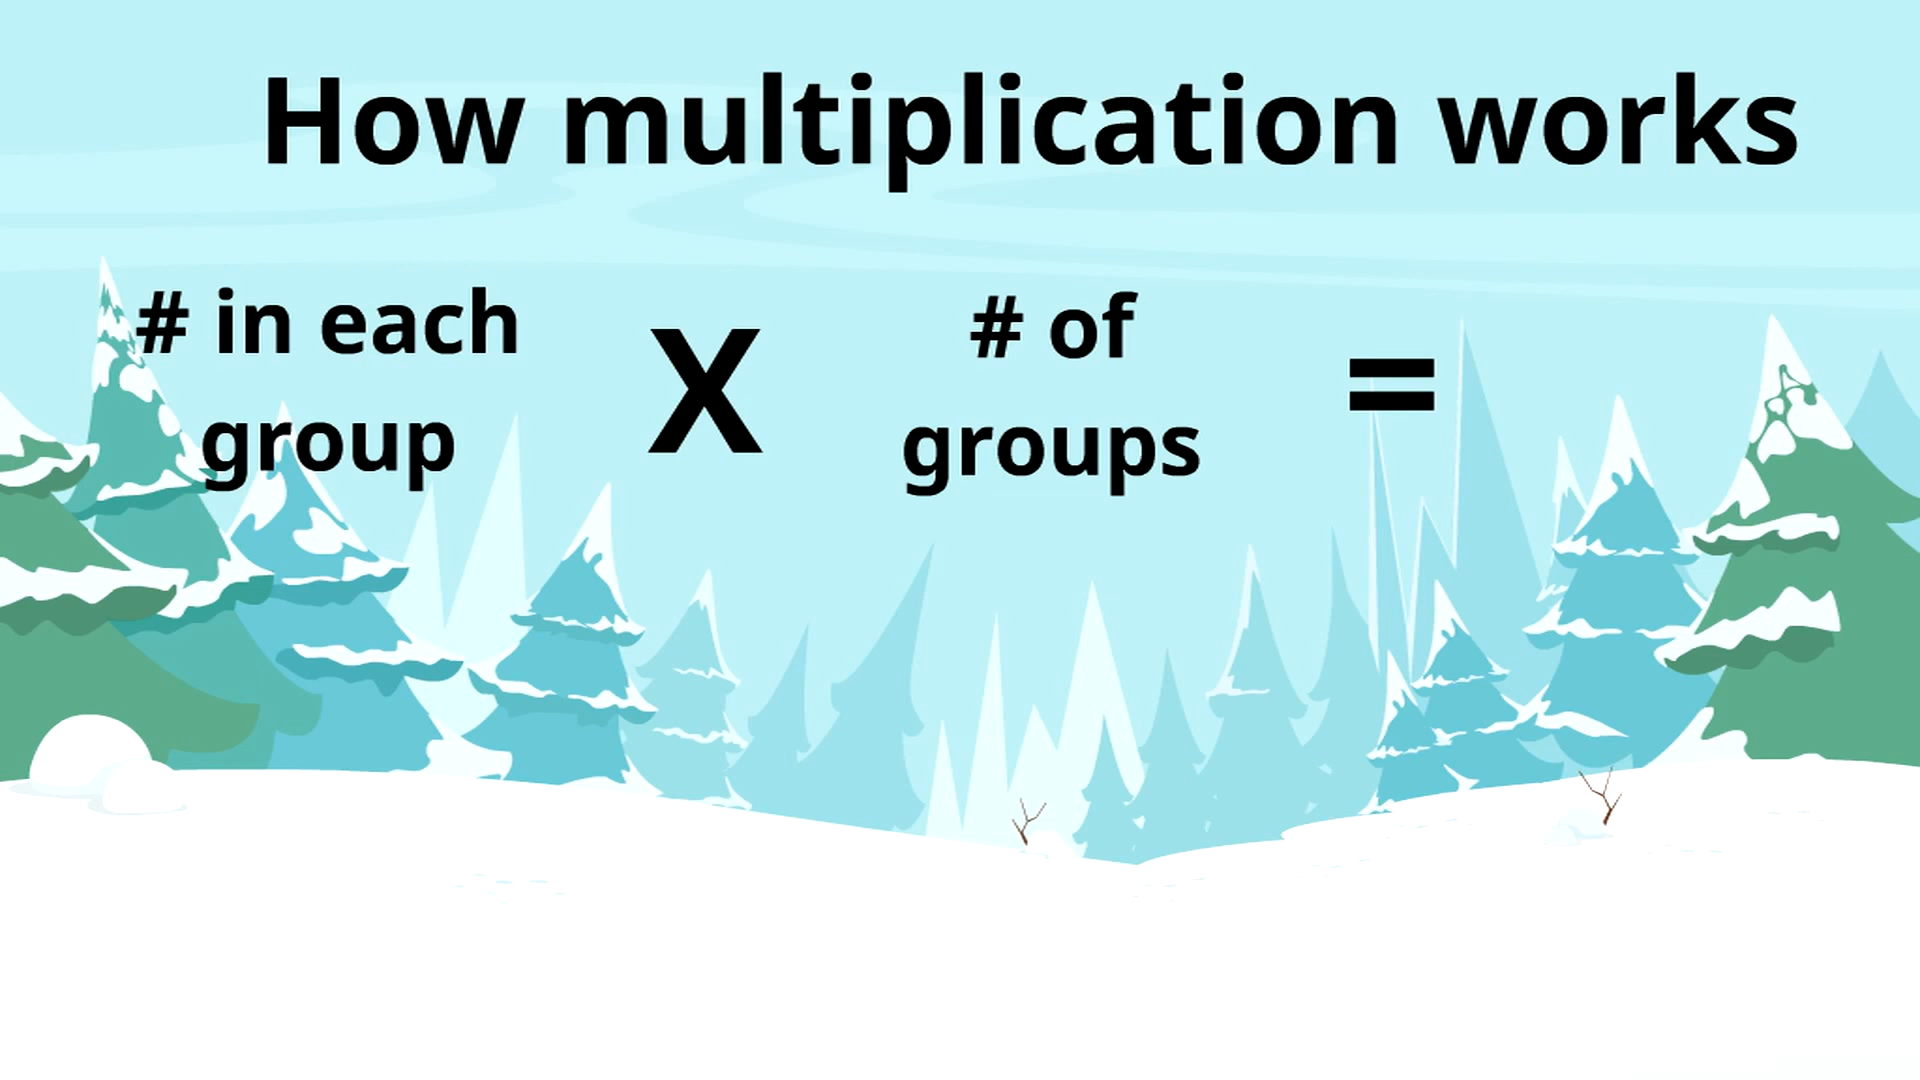 How multiplication works
# in each
group
X
# of
groups
=